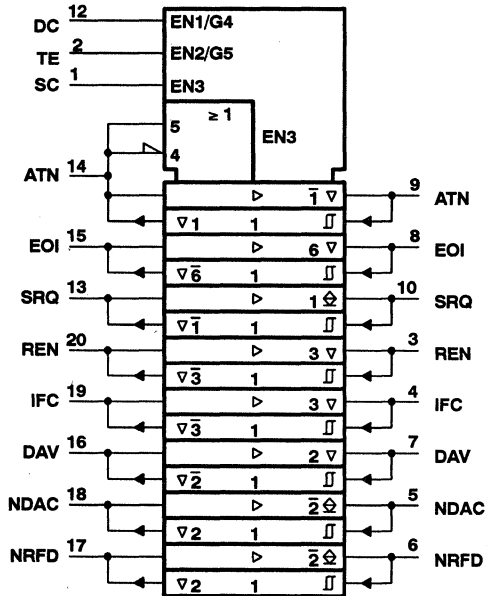 DC 12 EN1/G4
TE 2 EN2/G5
SC 1 EN3
≥ 1
5
EN3
4
ATN 14
▷ 1̅ ▽ 9 ATN
▽ 1 1
EOI 15 ▷ 6 ▽ 8 EOI
▽ 6̅ 1
SRQ 13 ▷ 1 10 SRQ
▽ 1̅ 1
REN 20 ▷ 3 ▽ 3 REN
▽ 3̅ 1
IFC 19 ▷ 3 ▽ 4 IFC
▽ 3̅ 1
DAV 16 ▷ 2 ▽ 7 DAV
▽ 2̅ 1
NDAC 18 ▷ 2̅ 5 NDAC
▽ 2 1
NRFD 17 ▷ 2̅ 6 NRFD
▽ 2 1